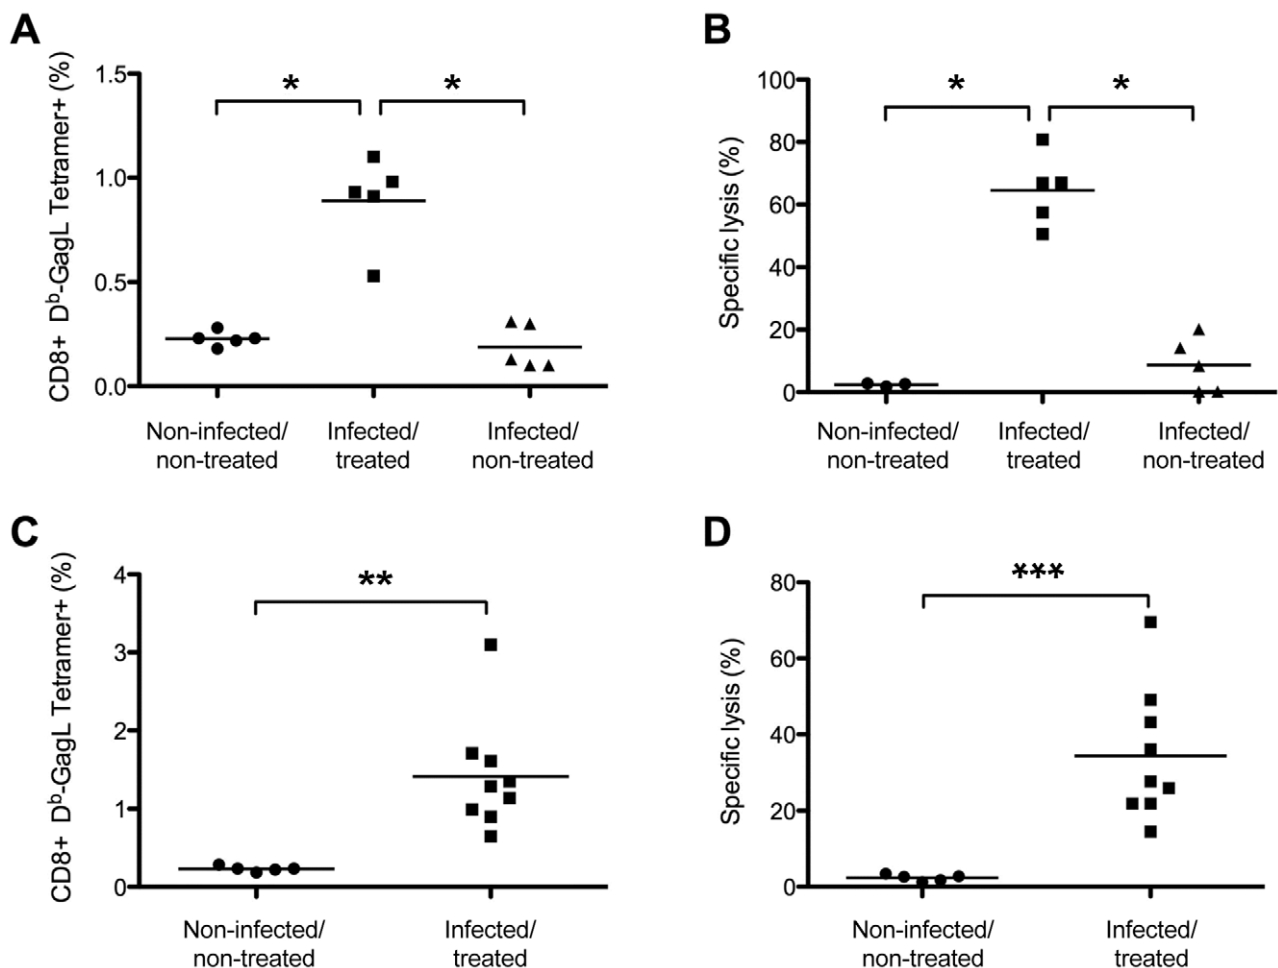 A
CD8+ Dᵇ-GagL Tetramer+ (%)
1.5
1.0
0.5
0.0
*
*
Non-infected/
non-treated
Infected/
treated
Infected/
non-treated
B
Specific lysis (%)
100
80
60
40
20
0
*
*
Non-infected/
non-treated
Infected/
treated
Infected/
non-treated
C
CD8+ Dᵇ-GagL Tetramer+ (%)
4
3
2
1
0
**
Non-infected/
non-treated
Infected/
treated
D
Specific lysis (%)
80
60
40
20
0
***
Non-infected/
non-treated
Infected/
treated